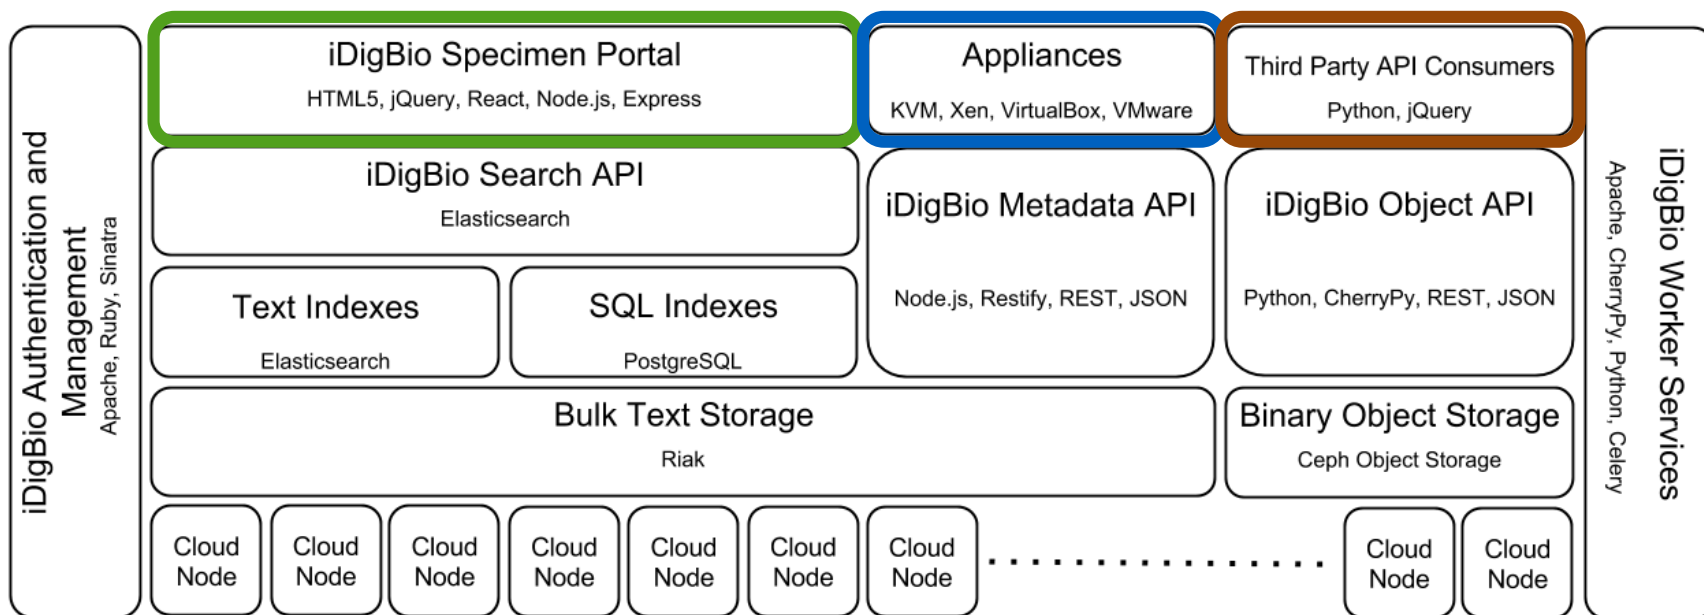 iDigBio Authentication and
Management
Apache, Ruby, Sinatra
iDigBio Specimen Portal
HTML5, jQuery, React, Node.js, Express
Appliances
KVM, Xen, VirtualBox, VMware
Third Party API Consumers
Python, jQuery
iDigBio Search API
Elasticsearch
iDigBio Metadata API
Node.js, Restify, REST, JSON
iDigBio Object API
Python, CherryPy, REST, JSON
Text Indexes
Elasticsearch
SQL Indexes
PostgreSQL
Bulk Text Storage
Riak
Binary Object Storage
Ceph Object Storage
Cloud
Node
Cloud
Node
Cloud
Node
Cloud
Node
Cloud
Node
Cloud
Node
Cloud
Node
Cloud
Node
Cloud
Node
iDigBio Worker Services
Apache, CherryPy, Python, Celery